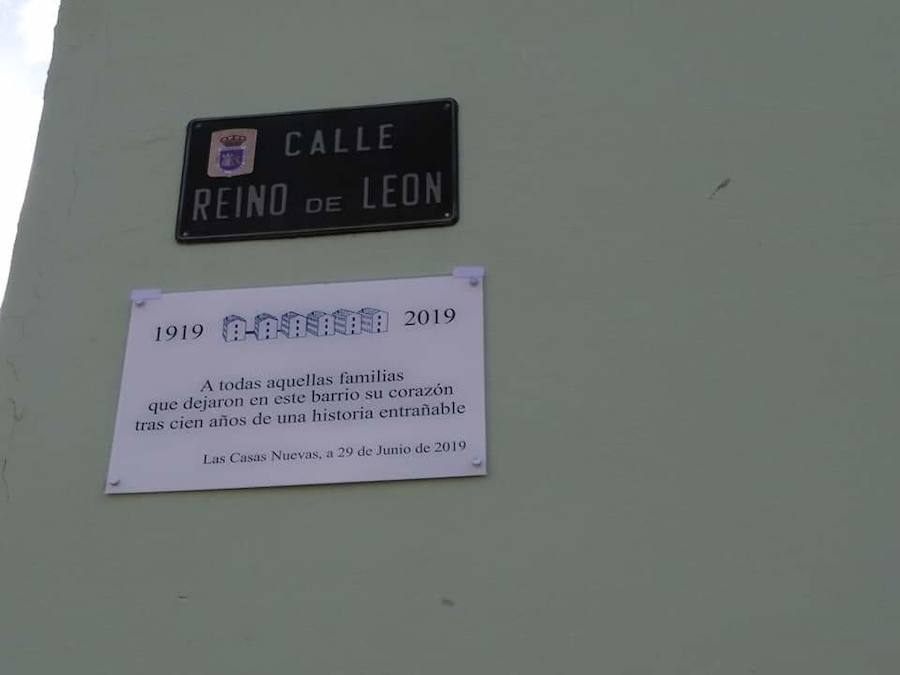 CALLE
REINO DE LEON
1919 2019
A todas aquellas familias
que dejaron en este barrio su corazón
tras cien años de una historia entrañable
Las Casas Nuevas, a 29 de Junio de 2019